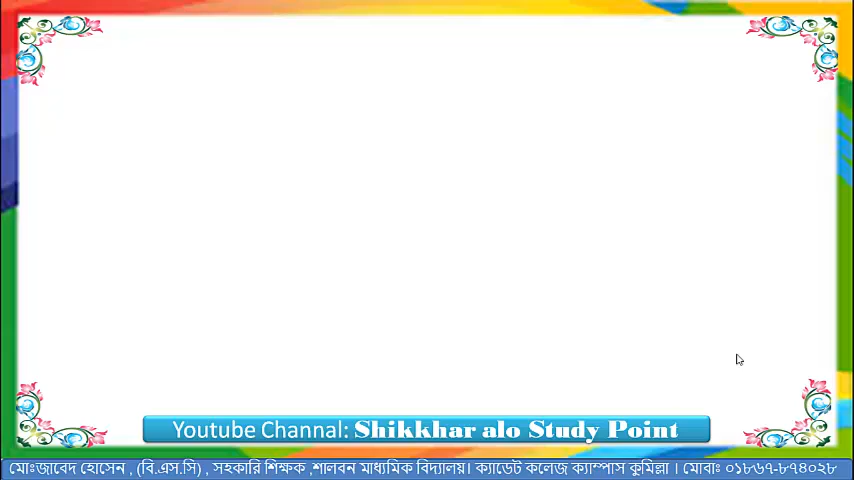 Youtube Channal: Shikkhar alo Study Point
মোঃজাবেদ হোসেন , (বি.এস.সি) , সহকারি শিক্ষক ,শালবন মাধ্যমিক বিদ্যালয়। ক্যাডেট কলেজ ক্যাম্পাস কুমিল্লা । মোবাঃ ০১৮৬৭-৮৭৪০২৮